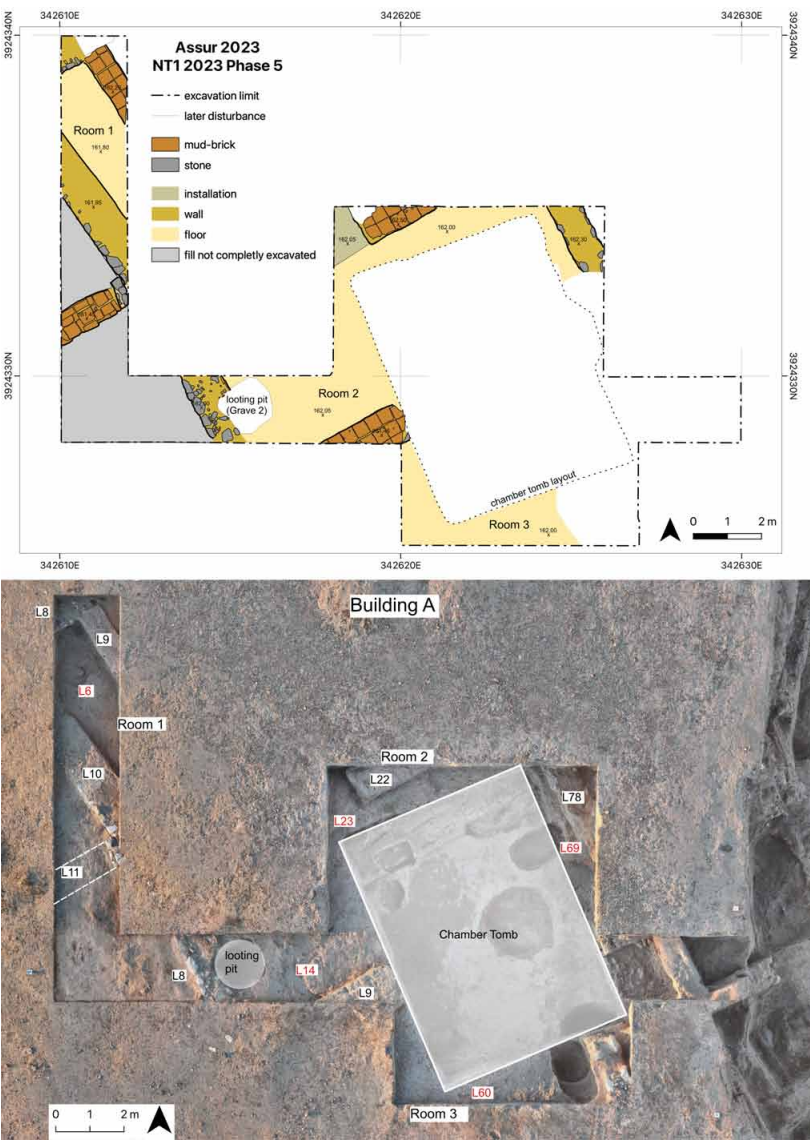 342610E
342620E
342630E
3924340N
3924340N
Assur 2023
NT1 2023 Phase 5
excavation limit
later disturbance
mud-brick
stone
installation
wall
floor
fill not completly excavated
Room 1
161,80
161,95
162,05
162,00
162,30
3924330N
3924330N
looting pit
(Grave 2)
Room 2
162,05
chamber tomb layout
Room 3
0 1 2 m
342610E
342620E
342630E
Building A
L8
L9
L6
Room 1
L10
Room 2
L22
L78
L23
L69
L11
Chamber Tomb
looting
pit
L8
L14
L9
L60
Room 3
0 1 2 m